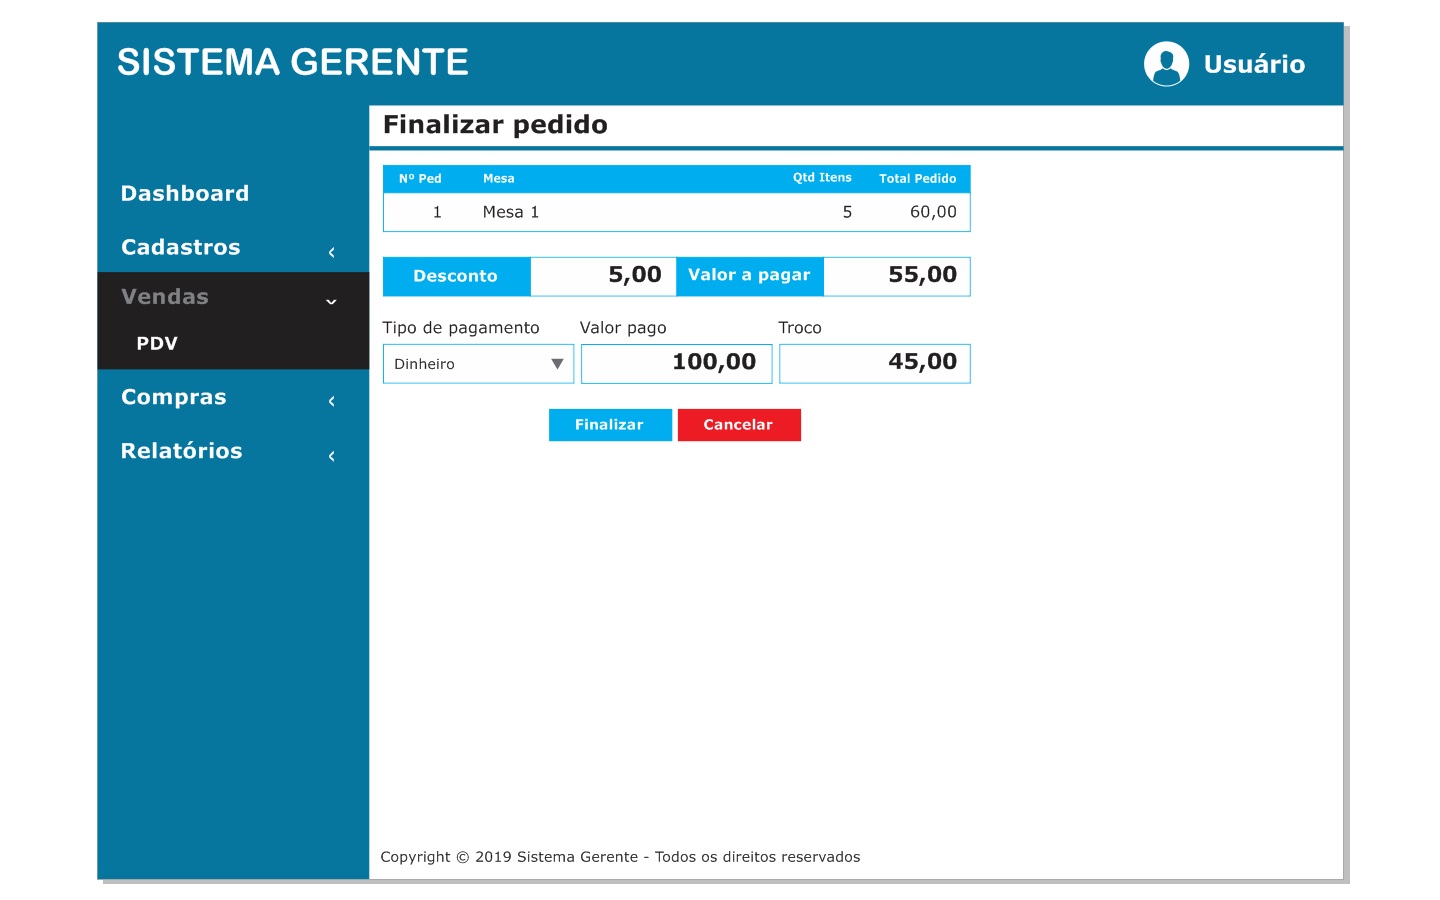 SISTEMA GERENTE
Usuário
Finalizar pedido
Dashboard
Cadastros
Vendas
PDV
Compras
Relatórios
Nº Ped Mesa Qtd Itens Total Pedido
1 Mesa 1 5 60,00
Desconto 5,00 Valor a pagar 55,00
Tipo de pagamento Valor pago Troco
Dinheiro 100,00 45,00
Finalizar Cancelar
Copyright © 2019 Sistema Gerente - Todos os direitos reservados